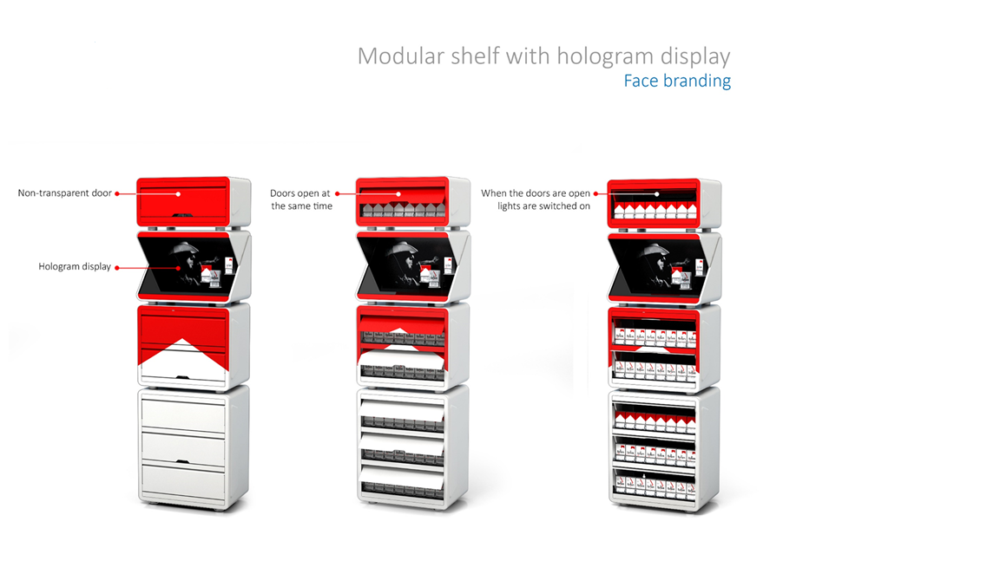 Modular shelf with hologram display
Face branding
Non-transparent door
Doors open at
the same time
When the doors are open
lights are switched on
Hologram display